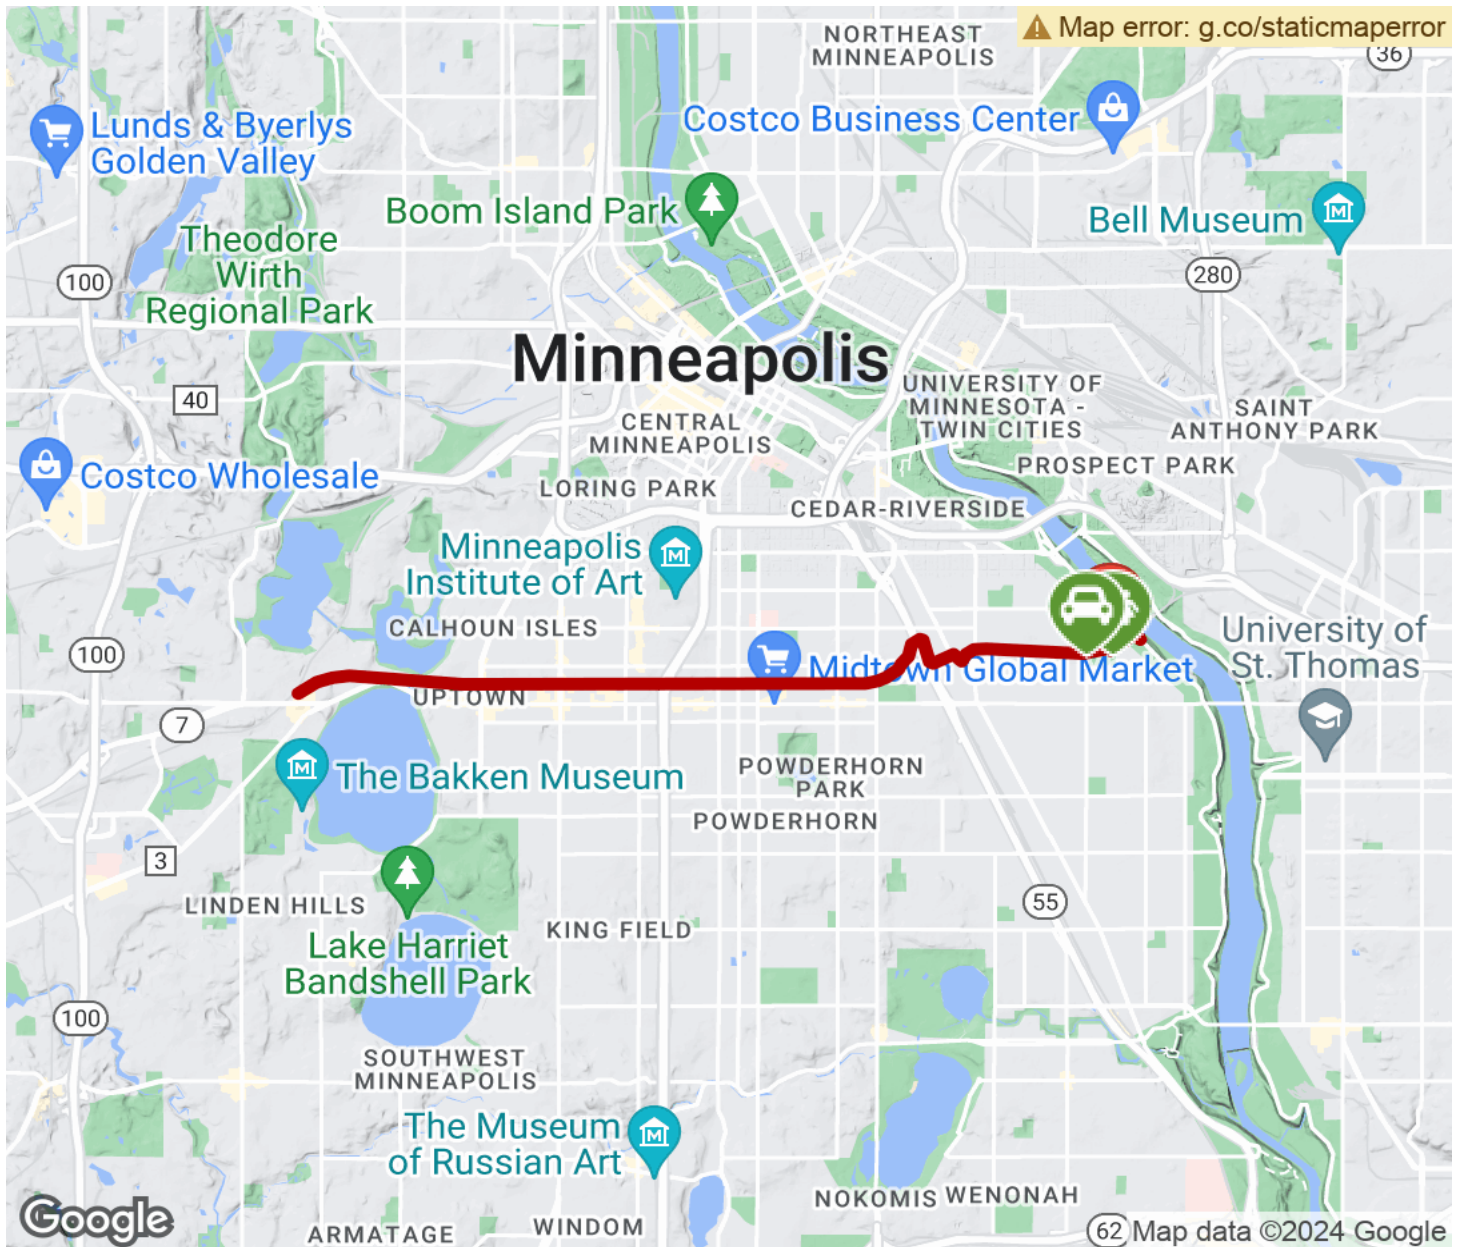 NORTHEAST
MINNEAPOLIS
Map error: g.co/staticmaperror
36
Lunds & Byerlys
Golden Valley
Costco Business Center
Boom Island Park
Bell Museum
Theodore
Wirth
Regional Park
100
280
Minneapolis
40
UNIVERSITY OF
MINNESOTA -
TWIN CITIES
CENTRAL
MINNEAPOLIS
SAINT
ANTHONY PARK
Costco Wholesale
PROSPECT PARK
LORING PARK
CEDAR-RIVERSIDE
Minneapolis
Institute of Art
CALHOUN ISLES
University of
St. Thomas
100
Midtown Global Market
UPTOWN
7
The Bakken Museum
POWDERHORN
PARK
POWDERHORN
3
LINDEN HILLS
55
KING FIELD
Lake Harriet
Bandshell Park
100
SOUTHWEST
MINNEAPOLIS
The Museum
of Russian Art
NOKOMIS
WENONAH
Google
ARMATAGE
WINDOM
62
Map data ©2024 Google